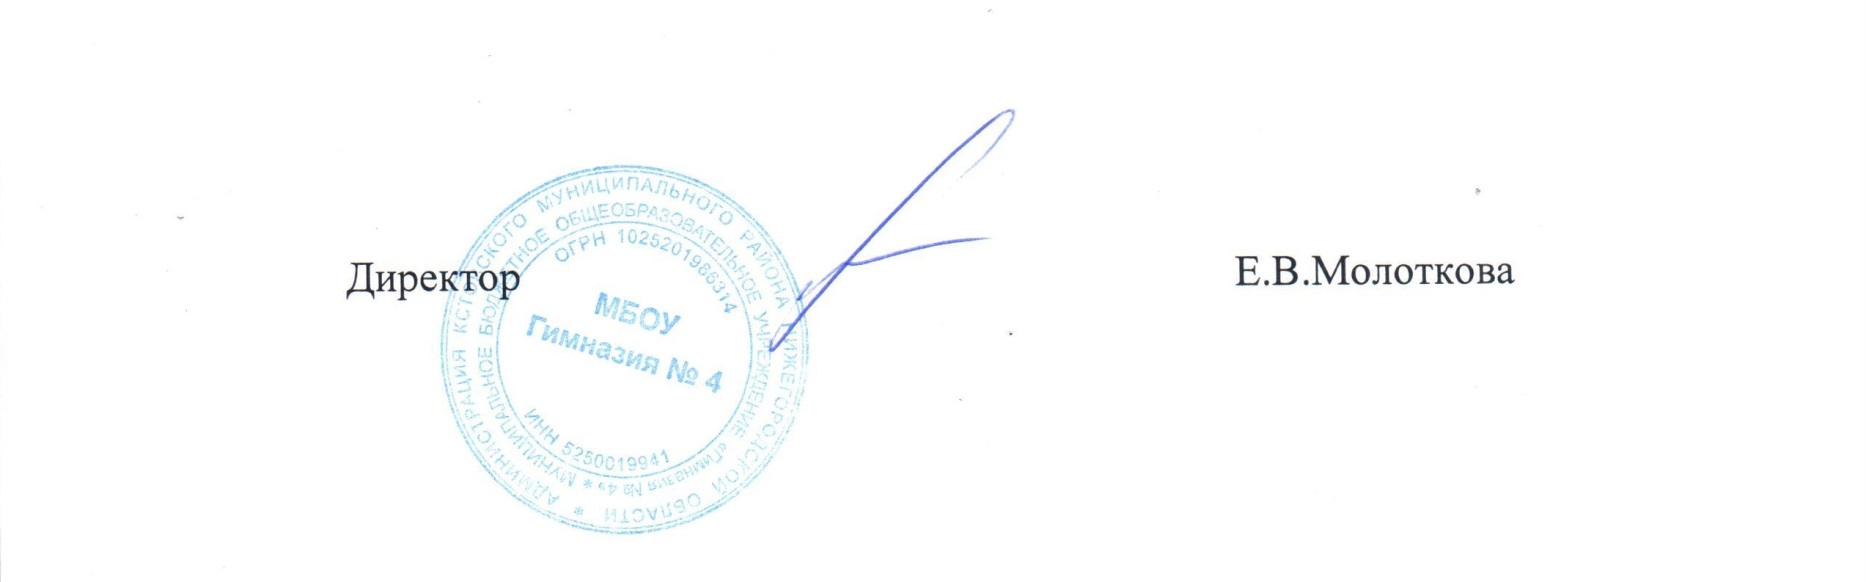 Директор
Е.В.Молоткова
* АДМИНИСТРАЦИЯ КСТОВСКОГО МУНИЦИПАЛЬНОГО РАЙОНА НИЖЕГОРОДСКОЙ ОБЛАСТИ
* МУНИЦИПАЛЬНОЕ БЮДЖЕТНОЕ ОБЩЕОБРАЗОВАТЕЛЬНОЕ УЧРЕЖДЕНИЕ «Гимназия № 4»
ОГРН 1025201986314
МБОУ
Гимназия № 4
ИНН 5250019941